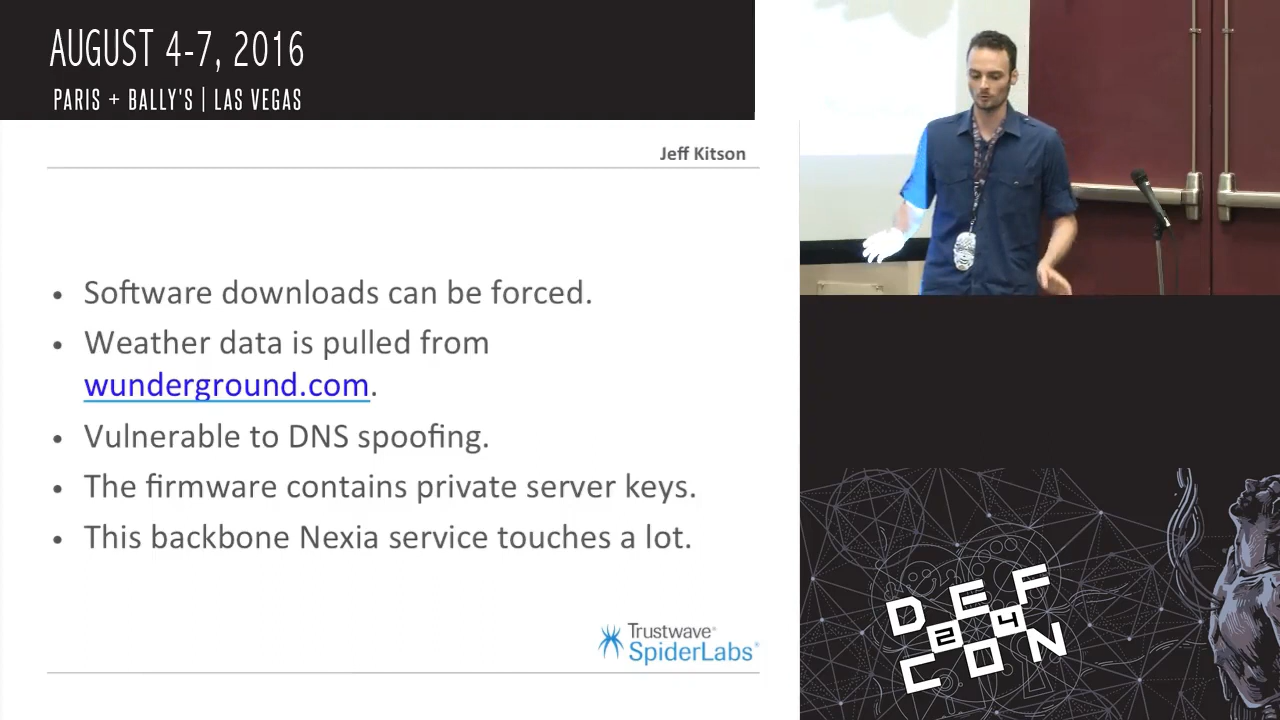 AUGUST 4-7, 2016
PARIS + BALLY'S | LAS VEGAS
Jeff Kitson
• Software downloads can be forced.
• Weather data is pulled from
wunderground.com.
• Vulnerable to DNS spoofing.
• The firmware contains private server keys.
• This backbone Nexia service touches a lot.
Trustwave®
SpiderLabs®
DEF
24
CON